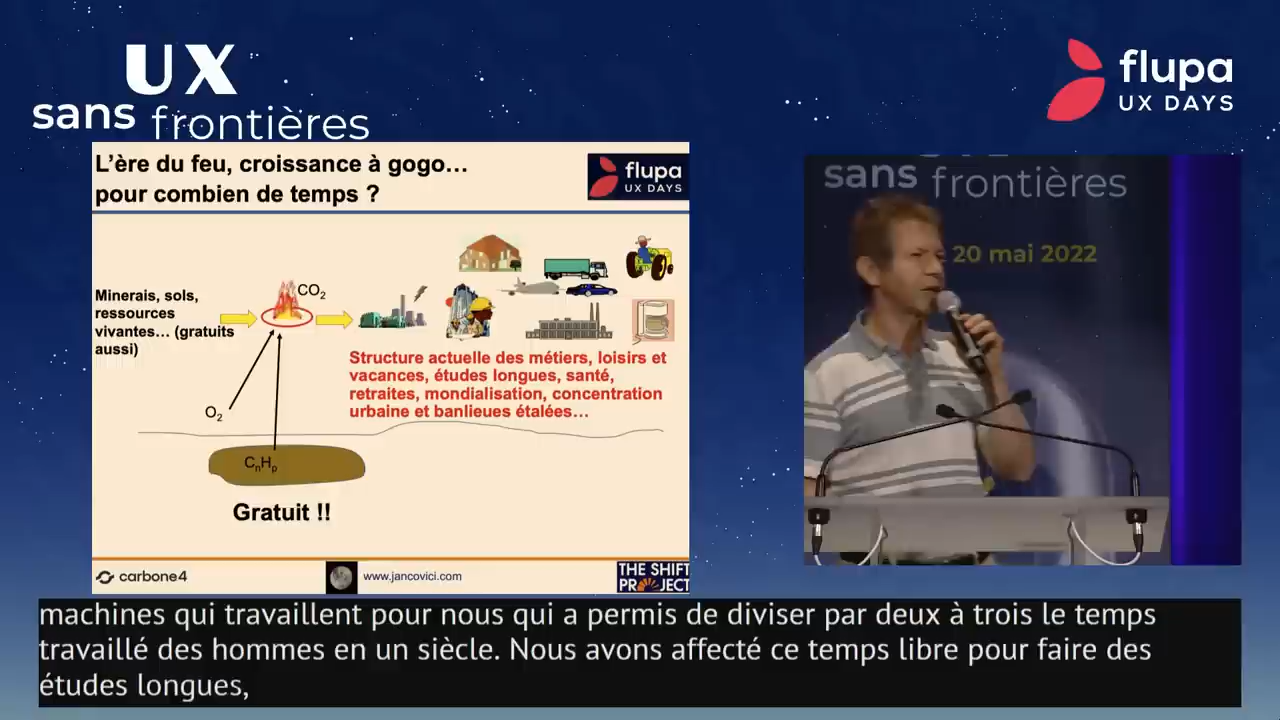 UX
sans frontières
flupa
UX DAYS
L'ère du feu, croissance à gogo…
pour combien de temps ?
flupa
UX DAYS
Minerais, sols,
ressources
vivantes… (gratuits
aussi)
CO2
O2
CnHp
Gratuit !!
Structure actuelle des métiers, loisirs et
vacances, études longues, santé,
retraites, mondialisation, concentration
urbaine et banlieues étalées…
carbone4
www.jancovici.com
THE SHIFT
PROJECT
sans frontières
20 mai 2022
machines qui travaillent pour nous qui a permis de diviser par deux à trois le temps
travaillé des hommes en un siècle. Nous avons affecté ce temps libre pour faire des
études longues,